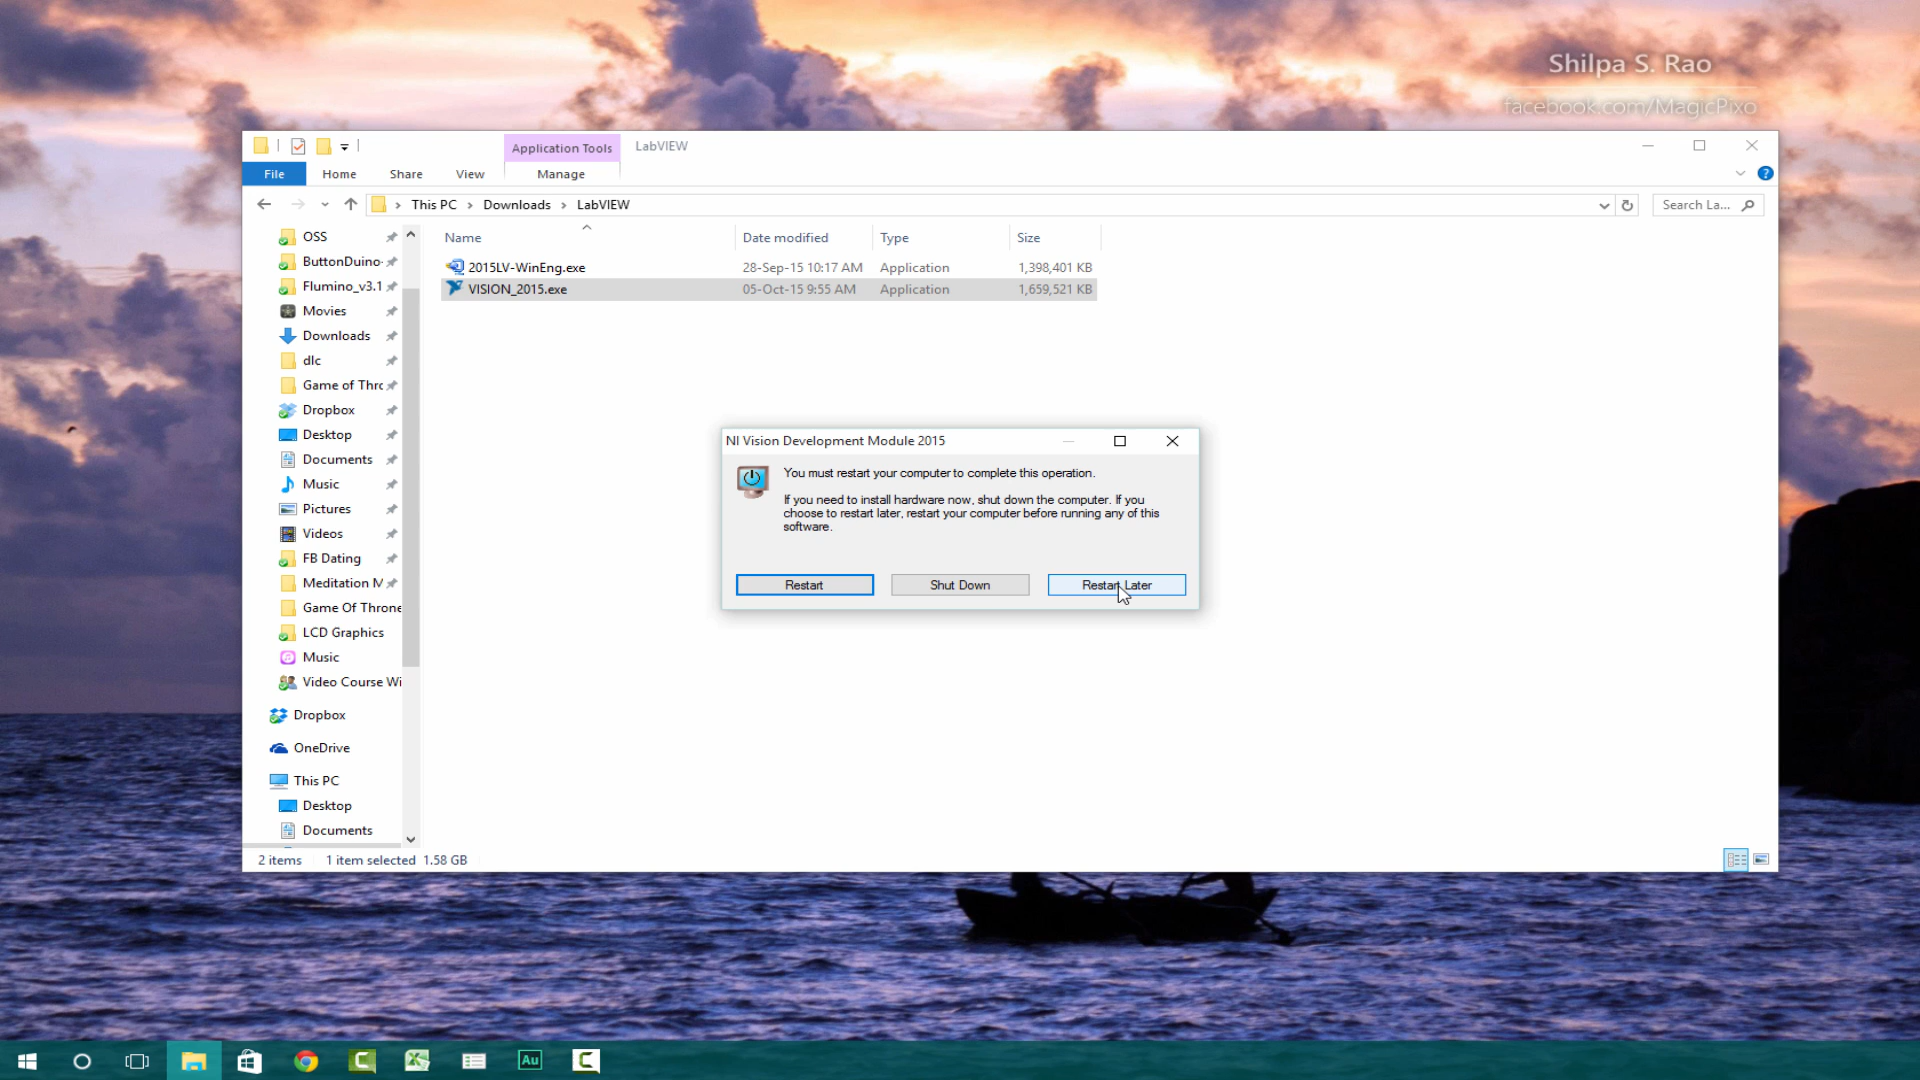 Shilpa S. Rao
facebook.com/MagicPixo
Application Tools
LabVIEW
File
Home
Share
View
Manage
This PC > Downloads > LabVIEW
Search La...
Name
Date modified
Type
Size
2015LV-WinEng.exe
28-Sep-15 10:17 AM
Application
1,398,401 KB
VISION_2015.exe
05-Oct-15 9:55 AM
Application
1,659,521 KB
OSS
ButtonDuino-
Flumino_v3.1
Movies
Downloads
dlc
Game of Thrc
Dropbox
Desktop
Documents
Music
Pictures
Videos
FB Dating
Meditation M
Game Of Throne
LCD Graphics
Music
Video Course Wi
Dropbox
OneDrive
This PC
Desktop
Documents
NI Vision Development Module 2015
You must restart your computer to complete this operation.
If you need to install hardware now, shut down the computer. If you
choose to restart later, restart your computer before running any of this
software.
Restart
Shut Down
Restart Later
2 items
1 item selected 1.58 GB
Au